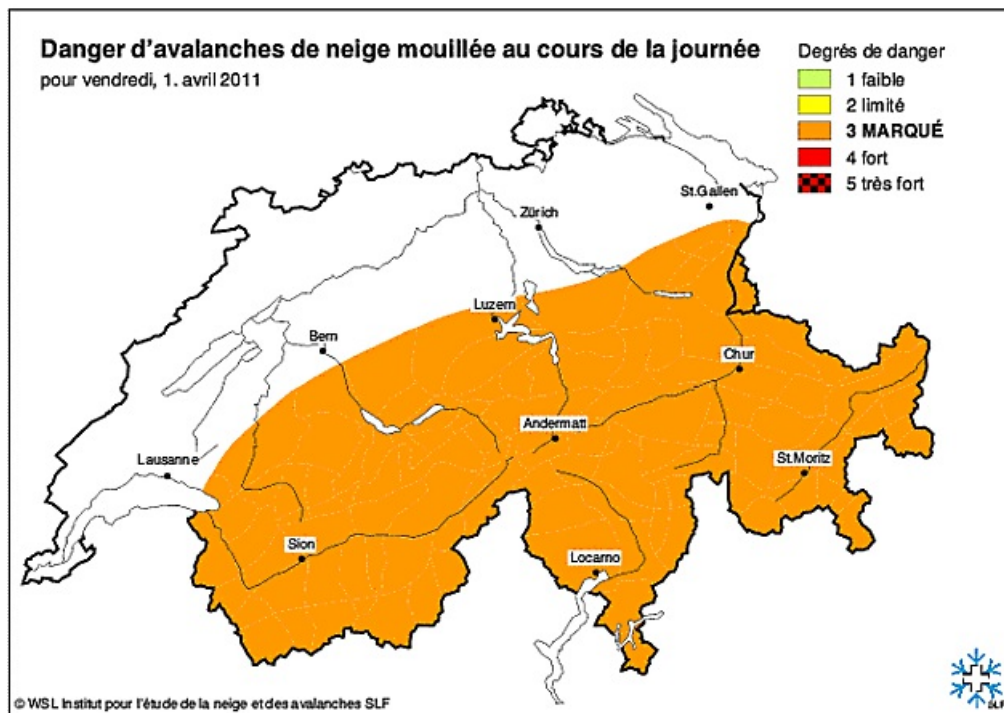 Danger d'avalanches de neige mouillée au cours de la journée
pour vendredi, 1. avril 2011
Degrés de danger
1 faible
2 limité
3 MARQUÉ
4 fort
5 très fort
St.Gallen
Zürich
Luzern
Bern
Chur
Andermatt
Lausanne
St.Moritz
Sion
Locarno
© WSL Institut pour l'étude de la neige et des avalanches SLF
SLF